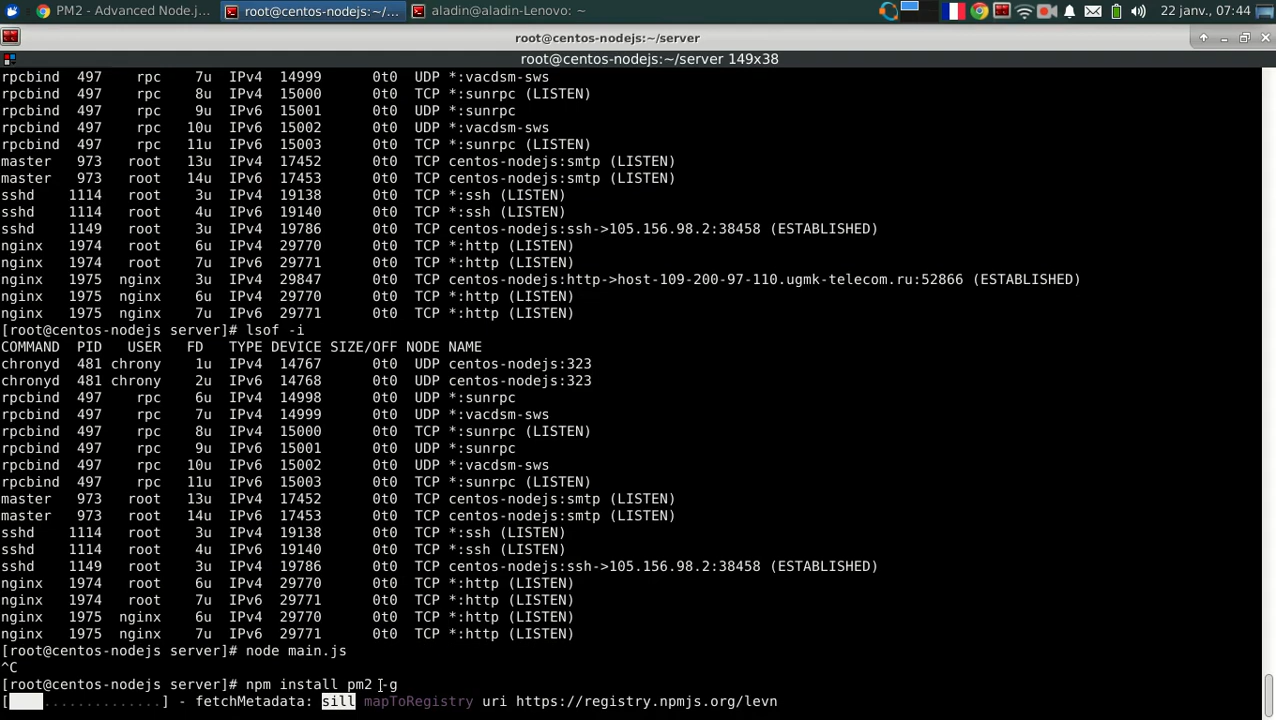 PM2 - Advanced Node.j...
root@centos-nodejs:~/...
aladin@aladin-Lenovo: ~
22 janv., 07:44
root@centos-nodejs:~/server
root@centos-nodejs:~/server 149x38
rpcbind 497 rpc 7u IPv4 14999 0t0 UDP *:vacdsm-sws
rpcbind 497 rpc 8u IPv4 15000 0t0 TCP *:sunrpc (LISTEN)
rpcbind 497 rpc 9u IPv6 15001 0t0 UDP *:sunrpc
rpcbind 497 rpc 10u IPv6 15002 0t0 UDP *:vacdsm-sws
rpcbind 497 rpc 11u IPv6 15003 0t0 TCP *:sunrpc (LISTEN)
master 973 root 13u IPv4 17452 0t0 TCP centos-nodejs:smtp (LISTEN)
master 973 root 14u IPv6 17453 0t0 TCP centos-nodejs:smtp (LISTEN)
sshd 1114 root 3u IPv4 19138 0t0 TCP *:ssh (LISTEN)
sshd 1114 root 4u IPv6 19140 0t0 TCP *:ssh (LISTEN)
sshd 1149 root 3u IPv4 19786 0t0 TCP centos-nodejs:ssh->105.156.98.2:38458 (ESTABLISHED)
nginx 1974 root 6u IPv4 29770 0t0 TCP *:http (LISTEN)
nginx 1974 root 7u IPv6 29771 0t0 TCP *:http (LISTEN)
nginx 1975 nginx 3u IPv4 29847 0t0 TCP centos-nodejs:http->host-109-200-97-110.ugmk-telecom.ru:52866 (ESTABLISHED)
nginx 1975 nginx 6u IPv4 29770 0t0 TCP *:http (LISTEN)
nginx 1975 nginx 7u IPv6 29771 0t0 TCP *:http (LISTEN)
[root@centos-nodejs server]# lsof -i
COMMAND PID USER FD TYPE DEVICE SIZE/OFF NODE NAME
chronyd 481 chrony 1u IPv4 14767 0t0 UDP centos-nodejs:323
chronyd 481 chrony 2u IPv6 14768 0t0 UDP centos-nodejs:323
rpcbind 497 rpc 6u IPv4 14998 0t0 UDP *:sunrpc
rpcbind 497 rpc 7u IPv4 14999 0t0 UDP *:vacdsm-sws
rpcbind 497 rpc 8u IPv4 15000 0t0 TCP *:sunrpc (LISTEN)
rpcbind 497 rpc 9u IPv6 15001 0t0 UDP *:sunrpc
rpcbind 497 rpc 10u IPv6 15002 0t0 UDP *:vacdsm-sws
rpcbind 497 rpc 11u IPv6 15003 0t0 TCP *:sunrpc (LISTEN)
master 973 root 13u IPv4 17452 0t0 TCP centos-nodejs:smtp (LISTEN)
master 973 root 14u IPv6 17453 0t0 TCP centos-nodejs:smtp (LISTEN)
sshd 1114 root 3u IPv4 19138 0t0 TCP *:ssh (LISTEN)
sshd 1114 root 4u IPv6 19140 0t0 TCP *:ssh (LISTEN)
sshd 1149 root 3u IPv4 19786 0t0 TCP centos-nodejs:ssh->105.156.98.2:38458 (ESTABLISHED)
nginx 1974 root 6u IPv4 29770 0t0 TCP *:http (LISTEN)
nginx 1974 root 7u IPv6 29771 0t0 TCP *:http (LISTEN)
nginx 1975 nginx 6u IPv4 29770 0t0 TCP *:http (LISTEN)
nginx 1975 nginx 7u IPv6 29771 0t0 TCP *:http (LISTEN)
[root@centos-nodejs server]# node main.js
^C
[root@centos-nodejs server]# npm install pm2 -g
[ ..............] - fetchMetadata: sill mapToRegistry uri https://registry.npmjs.org/levn